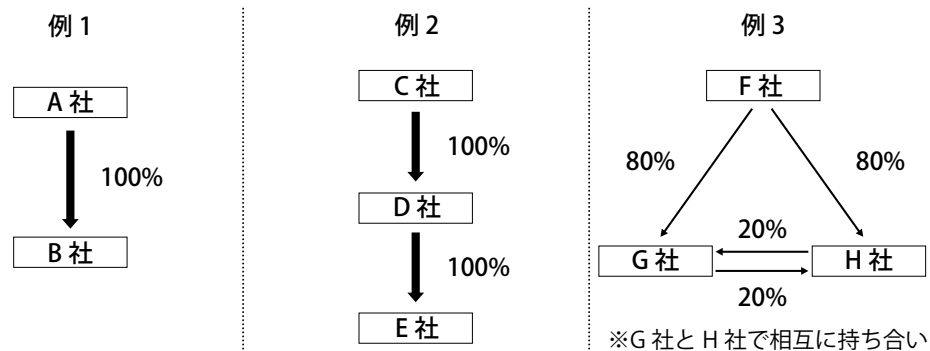 例 1
A 社
100%
B 社
例 2
C 社
100%
D 社
100%
E 社
例 3
F 社
80%
80%
20%
G 社
H 社
20%
※G 社と H 社で相互に持ち合い